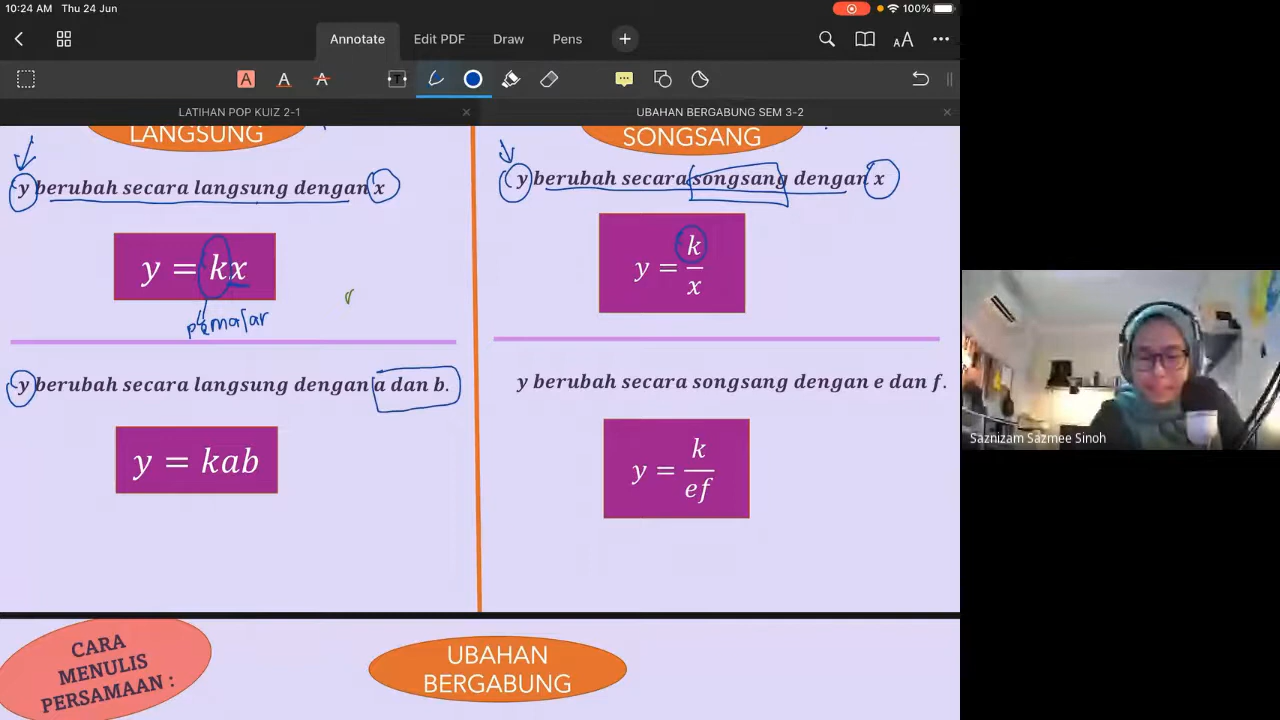 10:24 AM Thu 24 Jun
100%
Annotate Edit PDF Draw Pens
AA
A A A T
LATIHAN POP KUIZ 2-1
UBAHAN BERGABUNG SEM 3-2
LANGSUNG
y berubah secara langsung dengan x
y = kx
pemalar
y berubah secara langsung dengan a dan b.
y = kab
SONGSANG
y berubah secara songsang dengan x
y = k/x
y berubah secara songsang dengan e dan f.
y = k/ef
CARA
MENULIS
PERSAMAAN :
UBAHAN
BERGABUNG
Saznizam Sazmee Sinoh